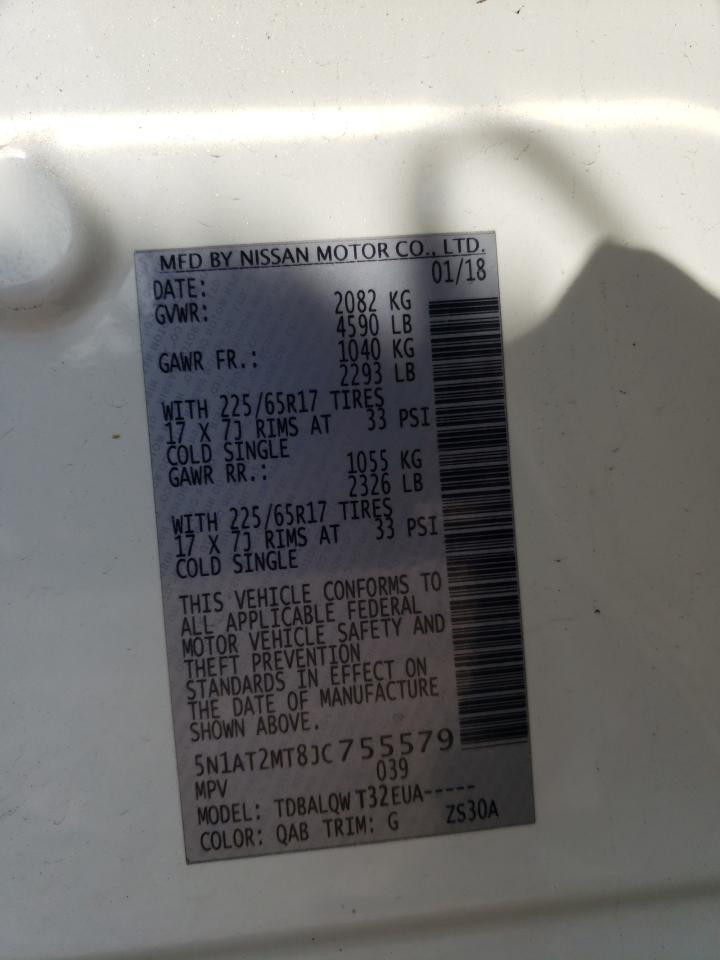 MFD BY NISSAN MOTOR CO., LTD.
DATE: 01/18
GVWR: 2082 KG
4590 LB
GAWR FR.: 1040 KG
2293 LB
WITH 225/65R17 TIRES
17 X 7J RIMS AT 33 PSI
COLD SINGLE
GAWR RR.: 1055 KG
2326 LB
WITH 225/65R17 TIRES
17 X 7J RIMS AT 33 PSI
COLD SINGLE
THIS VEHICLE CONFORMS TO
ALL APPLICABLE FEDERAL
MOTOR VEHICLE SAFETY AND
THEFT PREVENTION
STANDARDS IN EFFECT ON
THE DATE OF MANUFACTURE
SHOWN ABOVE.
5N1AT2MT8JC755579
MPV 039
MODEL: TDBALQWT32EUA-----
COLOR: QAB TRIM: G ZS30A